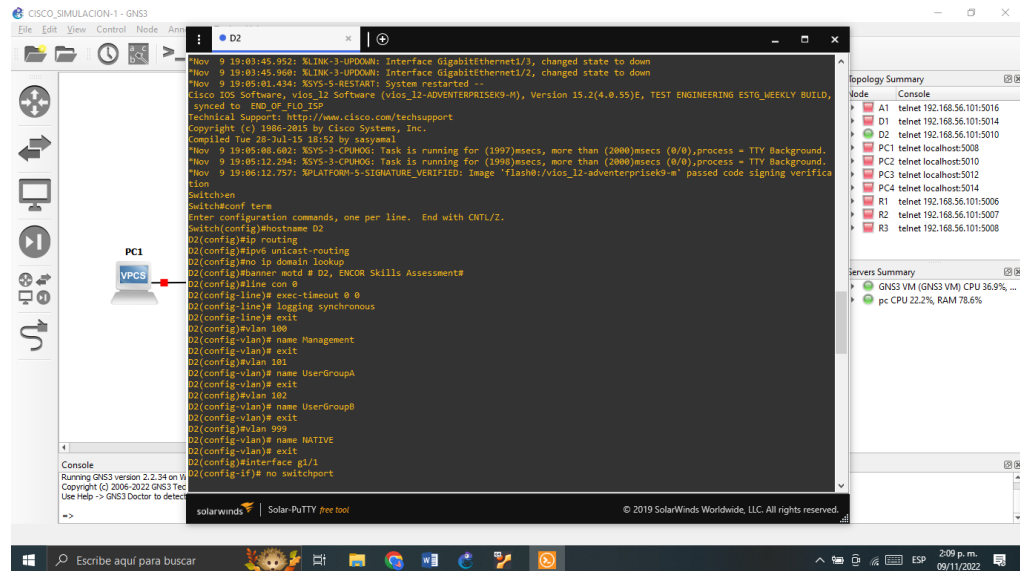 CISCO_SIMULACION-1 - GNS3
File Edit View Control Node Anno
D2
*Nov  9 19:03:45.952: %LINK-3-UPDOWN: Interface GigabitEthernet1/3, changed state to down
*Nov  9 19:03:45.960: %LINK-3-UPDOWN: Interface GigabitEthernet1/2, changed state to down
*Nov  9 19:05:01.434: %SYS-5-RESTART: System restarted --
Cisco IOS Software, vios_l2 Software (vios_l2-ADVENTERPRISEK9-M), Version 15.2(4.0.55)E, TEST ENGINEERING ESTG_WEEKLY BUILD,
synced to  END_OF_FLO_ISP
Technical Support: http://www.cisco.com/techsupport
Copyright (c) 1986-2015 by Cisco Systems, Inc.
Compiled Tue 28-Jul-15 18:52 by sasyamal
*Nov  9 19:05:08.602: %SYS-3-CPUHOG: Task is running for (1997)msecs, more than (2000)msecs (0/0),process = TTY Background.
*Nov  9 19:05:12.294: %SYS-3-CPUHOG: Task is running for (1998)msecs, more than (2000)msecs (0/0),process = TTY Background.
*Nov  9 19:06:12.757: %PLATFORM-5-SIGNATURE_VERIFIED: Image 'flash0:/vios_l2-adventerprisek9-m' passed code signing verifica
tion
Switch>en
Switch#conf term
Enter configuration commands, one per line.  End with CNTL/Z.
Switch(config)#hostname D2
D2(config)#ip routing
D2(config)#ipv6 unicast-routing
D2(config)#no ip domain lookup
D2(config)#banner motd # D2, ENCOR Skills Assessment#
D2(config)#line con 0
D2(config-line)# exec-timeout 0 0
D2(config-line)# logging synchronous
D2(config-line)# exit
D2(config)#vlan 100
D2(config-vlan)# name Management
D2(config-vlan)# exit
D2(config)#vlan 101
D2(config-vlan)# name UserGroupA
D2(config-vlan)# exit
D2(config)#vlan 102
D2(config-vlan)# name UserGroupB
D2(config-vlan)# exit
D2(config)#vlan 999
D2(config-vlan)# name NATIVE
D2(config-vlan)# exit
D2(config)#interface g1/1
D2(config-if)# no switchport
solarwinds Solar-PuTTY free tool
© 2019 SolarWinds Worldwide, LLC. All rights reserved.
PC1
VPCS
Topology Summary
Node Console
A1 telnet 192.168.56.101:5016
D1 telnet 192.168.56.101:5014
D2 telnet 192.168.56.101:5010
PC1 telnet localhost:5008
PC2 telnet localhost:5010
PC3 telnet localhost:5012
PC4 telnet localhost:5014
R1 telnet 192.168.56.101:5006
R2 telnet 192.168.56.101:5007
R3 telnet 192.168.56.101:5008
Servers Summary
GNS3 VM (GNS3 VM) CPU 36.9%, ...
pc CPU 22.2%, RAM 78.6%
Console
Running GNS3 version 2.2.34 on W
Copyright (c) 2006-2022 GNS3 Tec
Use Help -> GNS3 Doctor to detect
=>
Escribe aquí para buscar
ESP
2:09 p. m.
09/11/2022